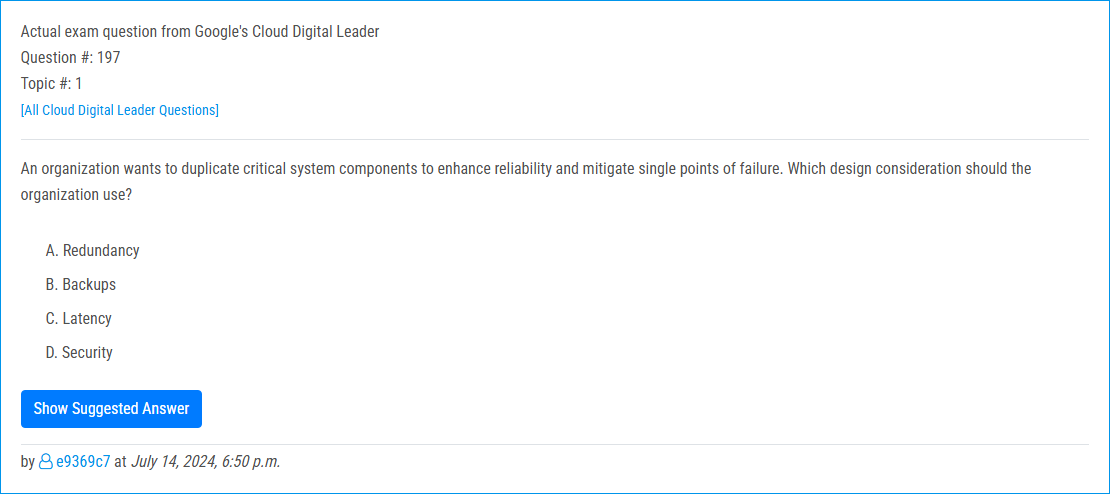 Actual exam question from Google's Cloud Digital Leader
Question #: 197
Topic #: 1
[All Cloud Digital Leader Questions]
An organization wants to duplicate critical system components to enhance reliability and mitigate single points of failure. Which design consideration should the
organization use?
A. Redundancy
B. Backups
C. Latency
D. Security
Show Suggested Answer
by e9369c7 at July 14, 2024, 6:50 p.m.